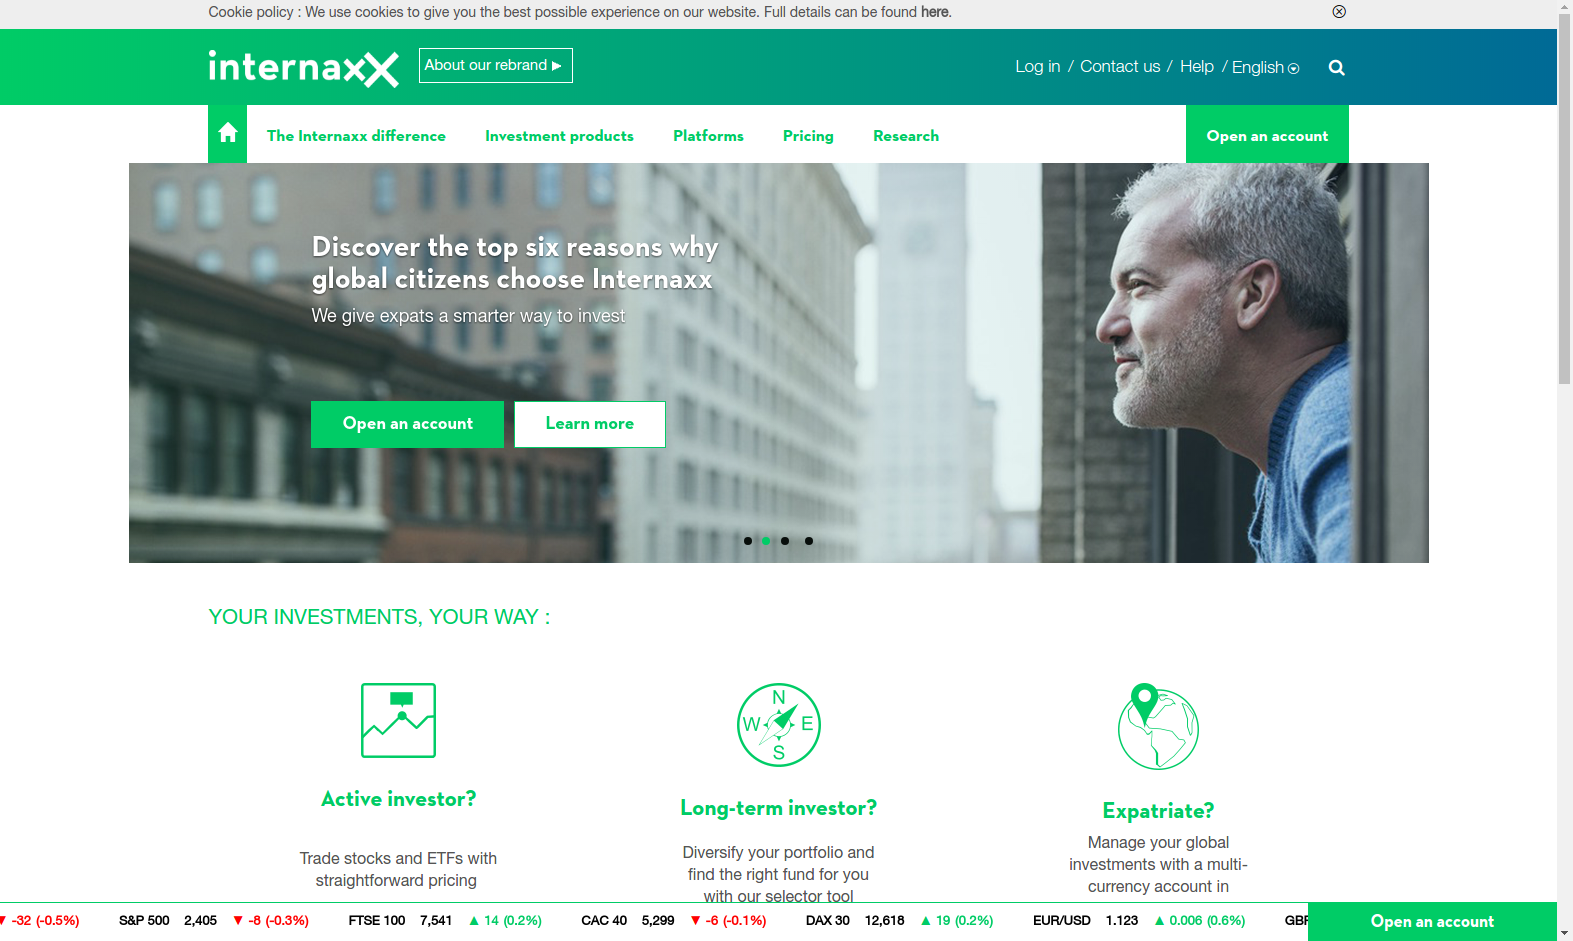 Cookie policy : We use cookies to give you the best possible experience on our website. Full details can be found here.
internaxx
About our rebrand ▶
Log in / Contact us / Help / English
The Internaxx difference
Investment products
Platforms
Pricing
Research
Open an account
Discover the top six reasons why
global citizens choose Internaxx
We give expats a smarter way to invest
Open an account
Learn more
YOUR INVESTMENTS, YOUR WAY :
N
W E
S
Active investor?
Trade stocks and ETFs with
straightforward pricing
Long-term investor?
Diversify your portfolio and
find the right fund for you
with our selector tool
Expatriate?
Manage your global
investments with a multi-
currency account in
▼ -32 (-0.5%) S&P 500 2,405 ▼ -8 (-0.3%) FTSE 100 7,541 ▲ 14 (0.2%) CAC 40 5,299 ▼ -6 (-0.1%) DAX 30 12,618 ▲ 19 (0.2%) EUR/USD 1.123 ▲ 0.006 (0.6%) GBP
Open an account